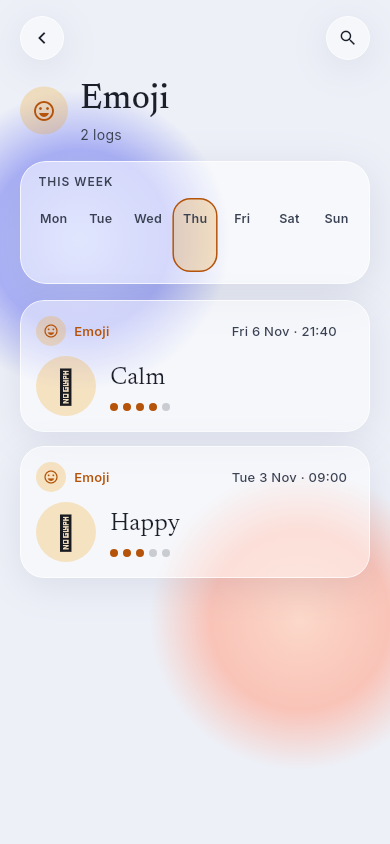 Emoji
2 logs
THIS WEEK
Mon Tue Wed Thu Fri Sat Sun
Emoji Fri 6 Nov · 21:40
NO GLYPH
Calm
Emoji Tue 3 Nov · 09:00
NO GLYPH
Happy